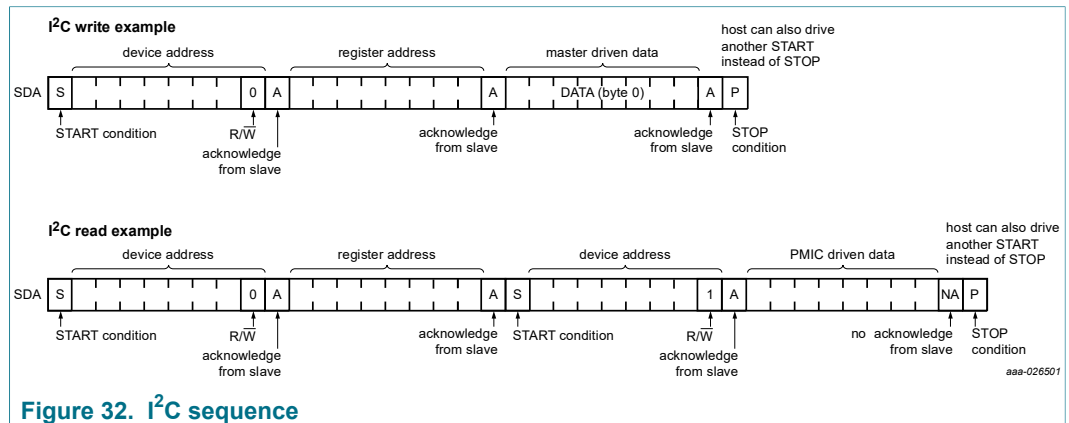 I²C write example
host can also drive
another START
instead of STOP
device address
register address
master driven data
SDA S 0 A A DATA (byte 0) A P
START condition
R/W̅
acknowledge
from slave
acknowledge
from slave
acknowledge
from slave
STOP
condition
I²C read example
host can also drive
another START
instead of STOP
device address
register address
device address
PMIC driven data
SDA S 0 A A S 1 A NA P
START condition
R/W̅
acknowledge
from slave
acknowledge
from slave
START condition
R/W̅
acknowledge
from slave
no acknowledge
from slave
STOP
condition
aaa-026501
Figure 32. I²C sequence